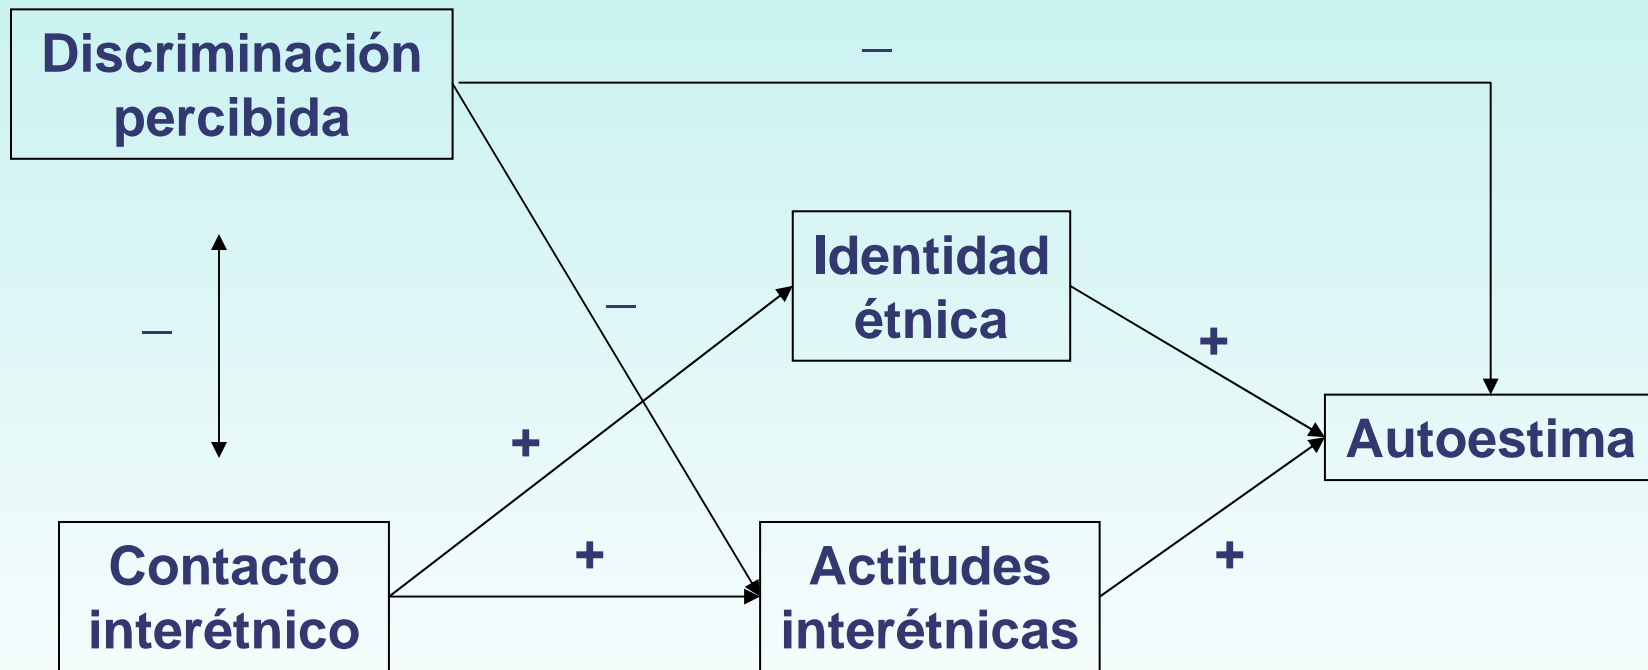 Discriminación
percibida
_
Identidad
étnica
_
+
_
+
Autoestima
+
Contacto
interétnico
+
Actitudes
interétnicas
+